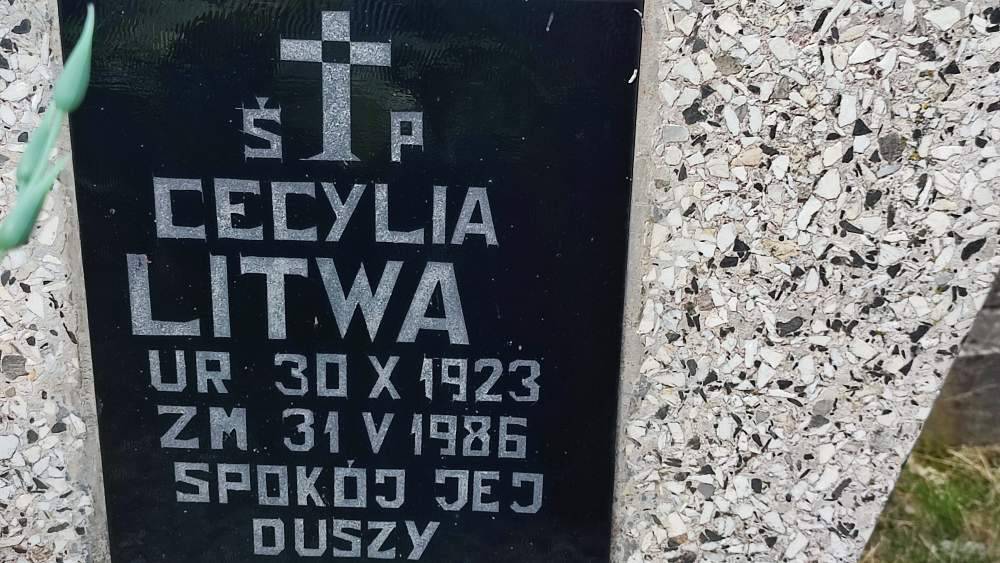 Ś P
CECYLIA
LITWA
UR 30 X 1923
ZM 31 V 1986
SPOKÓJ JEJ
DUSZY